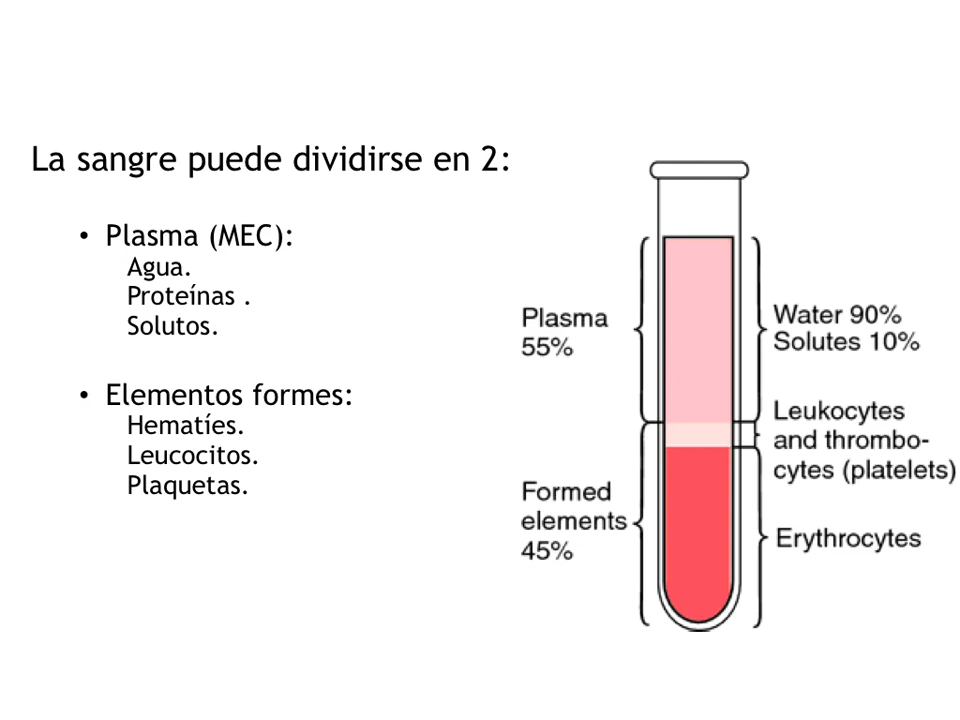 La sangre puede dividirse en 2:
• Plasma (MEC):
Agua.
Proteínas .
Solutos.
• Elementos formes:
Hematíes.
Leucocitos.
Plaquetas.
Plasma
55%
Water 90%
Solutes 10%
Leukocytes
and thrombo-
cytes (platelets)
Formed
elements
45%
Erythrocytes